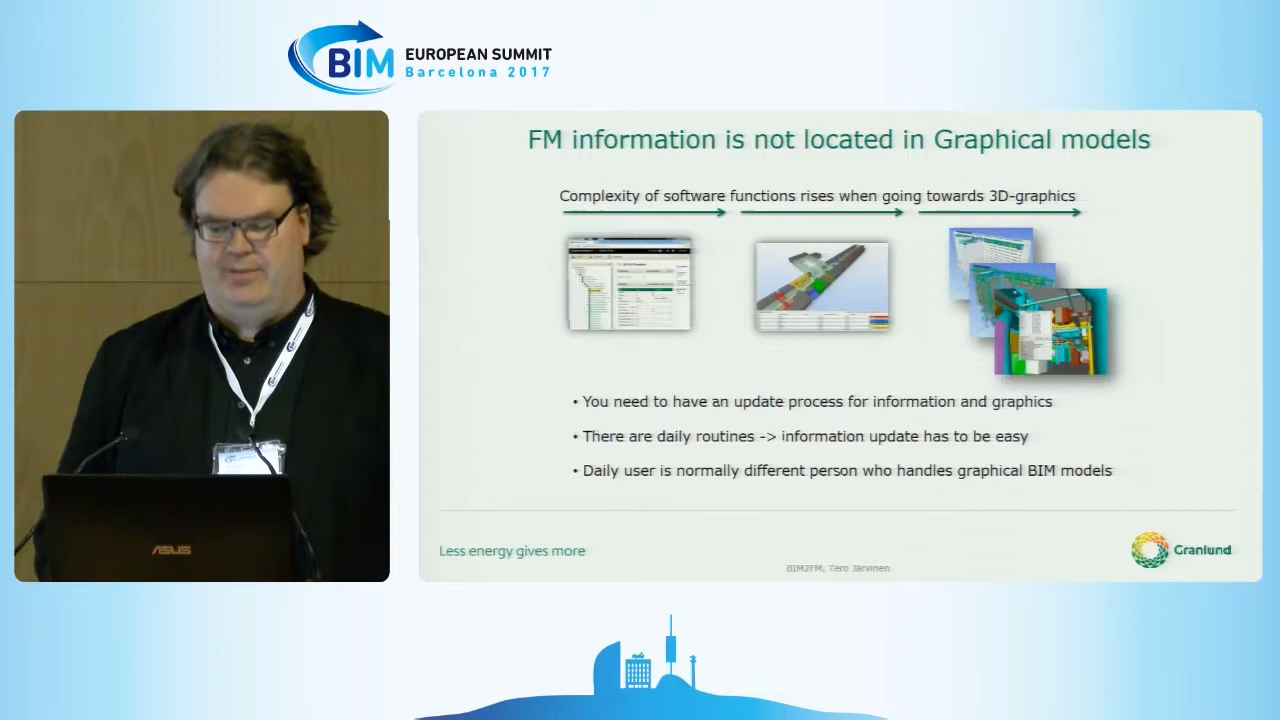 BIM EUROPEAN SUMMIT
Barcelona 2017
FM information is not located in Graphical models
Complexity of software functions rises when going towards 3D-graphics
• You need to have an update process for information and graphics
• There are daily routines -> information update has to be easy
• Daily user is normally different person who handles graphical BIM models
Less energy gives more
Granlund
BIM2FM, Tero Järvinen
ASUS